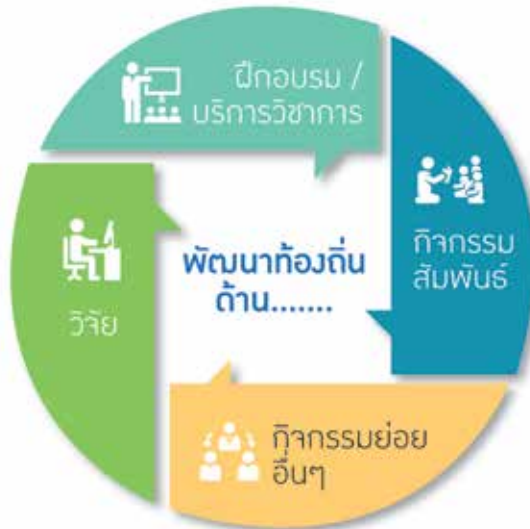 ฝึกอบรม /
บริการวิชาการ
กิจกรรม
สัมพันธ์
วิจัย
พัฒนาท้องถิ่น
ด้าน.......
กิจกรรมย่อย
อื่นๆ